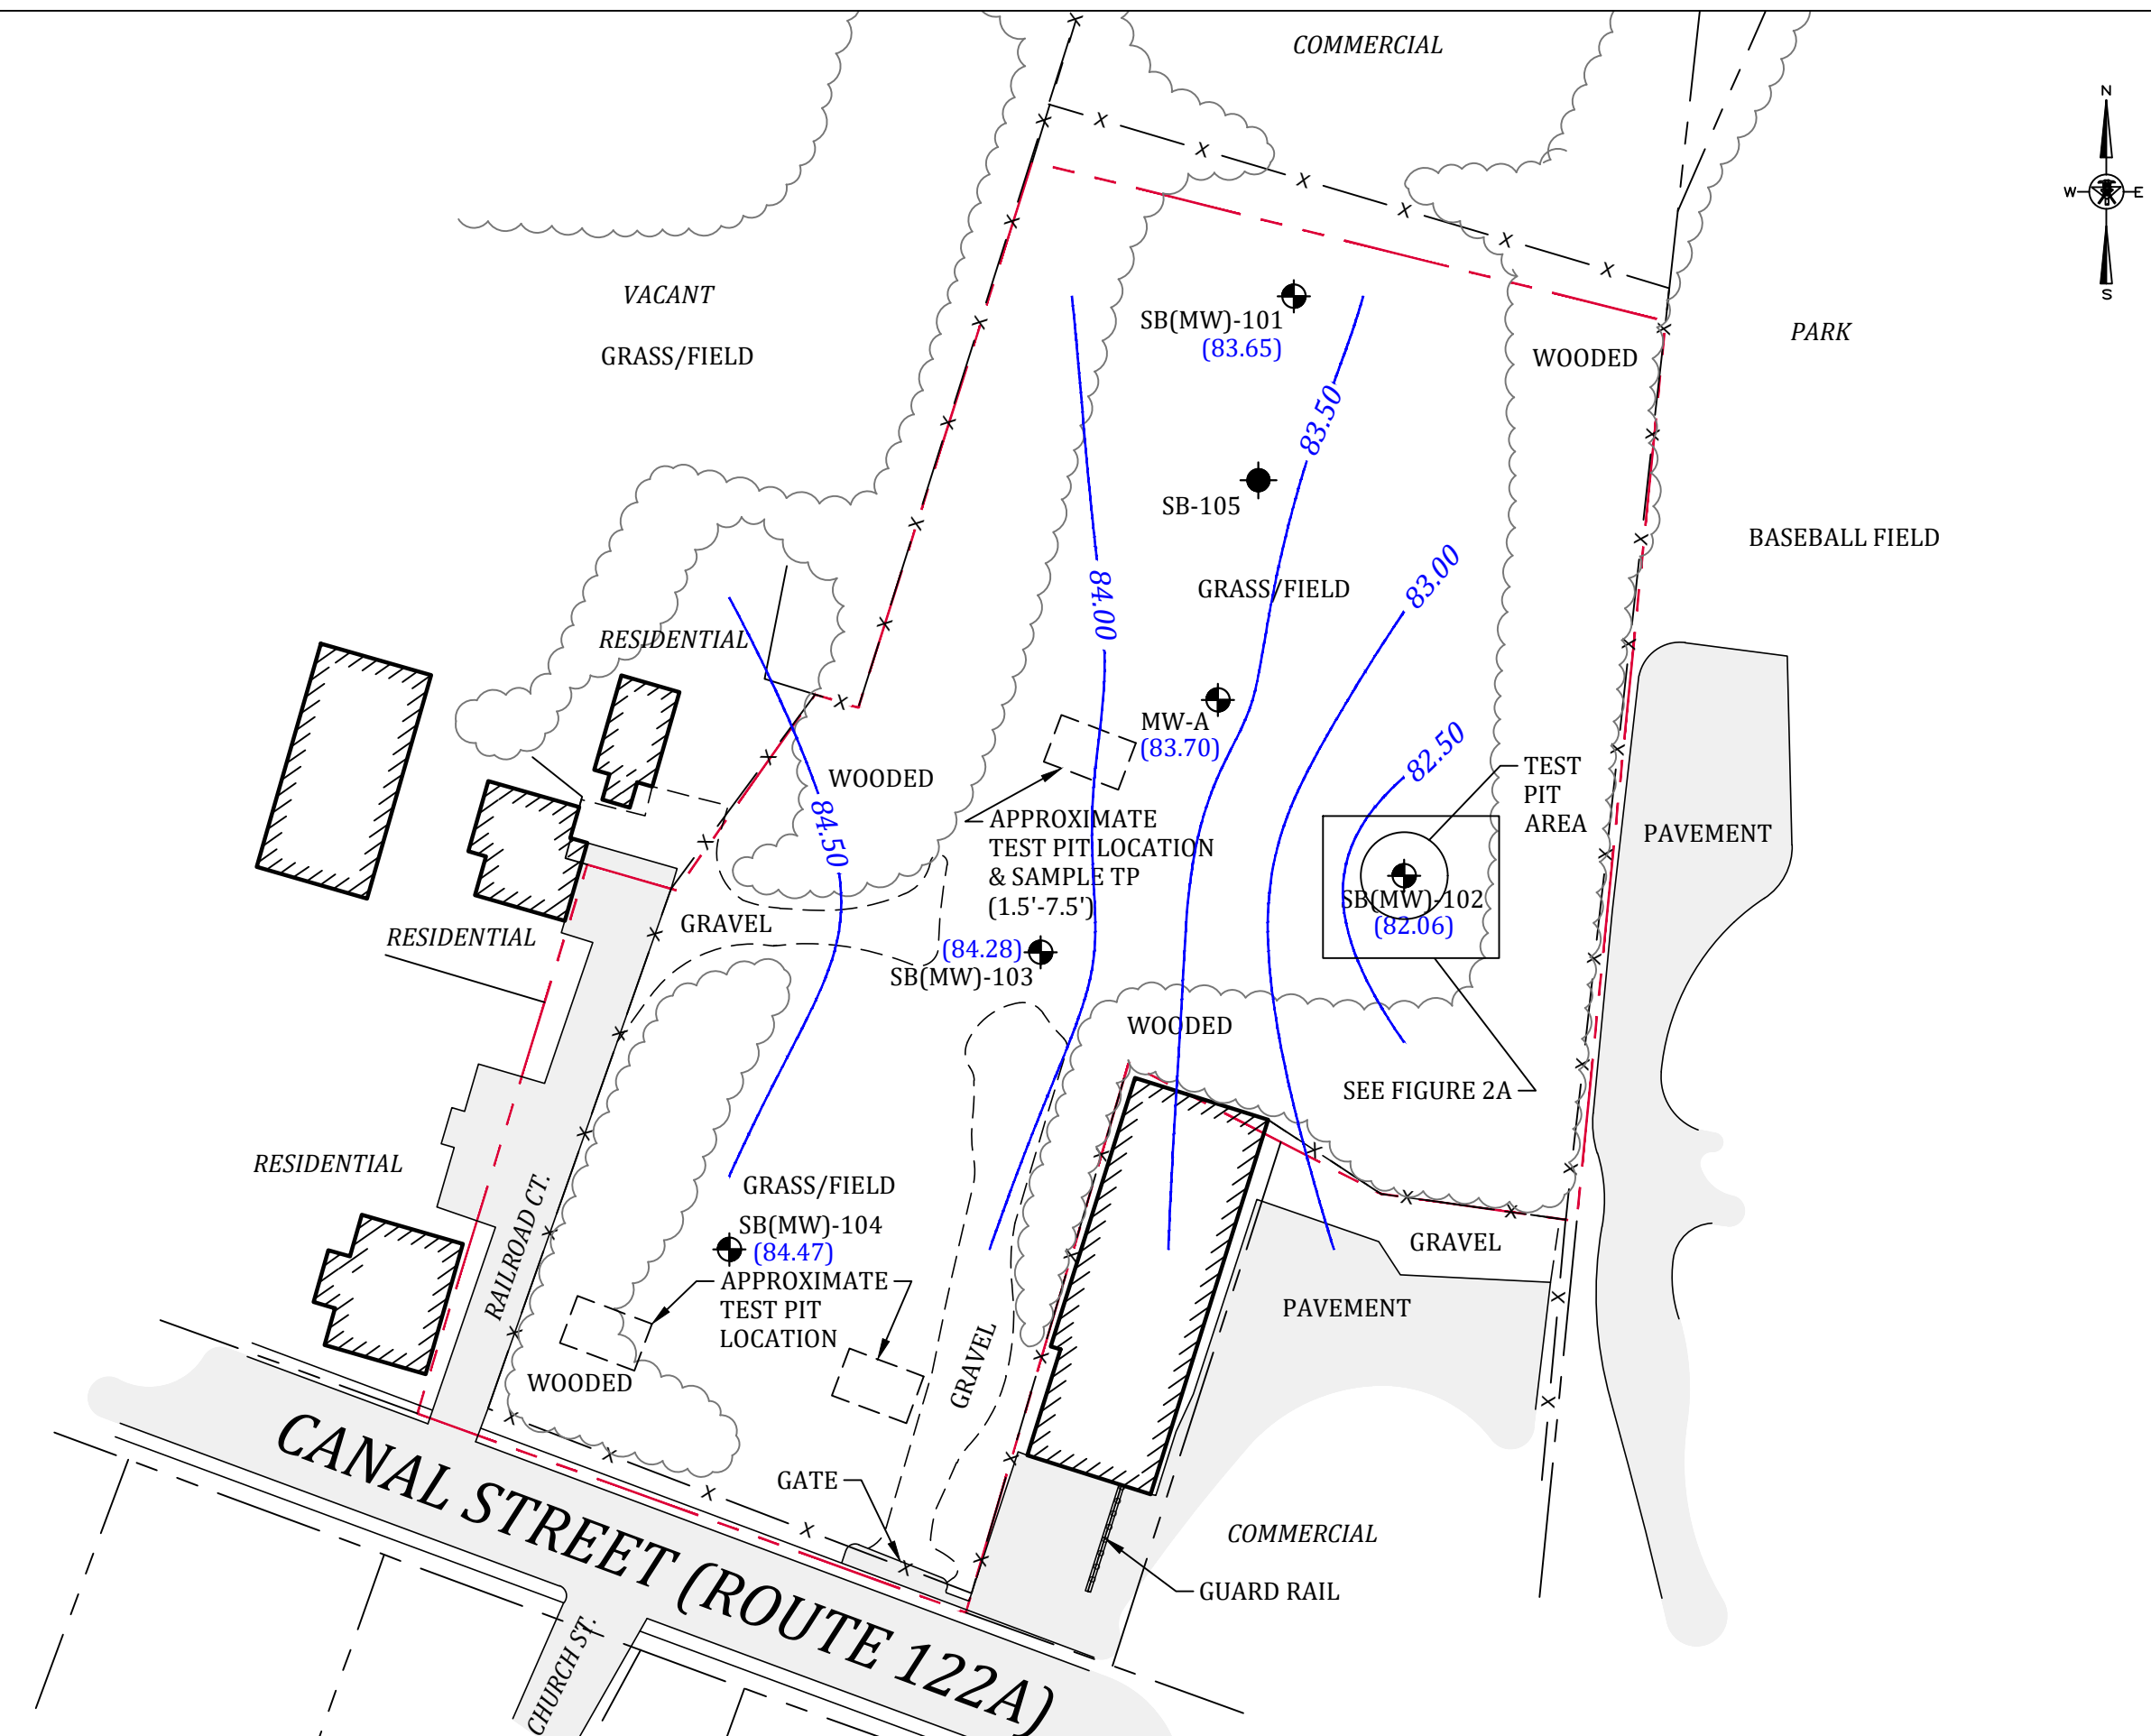 COMMERCIAL
N
W
E
S
VACANT
GRASS/FIELD
SB(MW)-101
(83.65)
PARK
WOODED
83.50
SB-105
BASEBALL FIELD
83.00
84.00
GRASS/FIELD
RESIDENTIAL
MW-A
(83.70)
82.50
TEST
PIT
AREA
WOODED
84.50
APPROXIMATE
TEST PIT LOCATION
& SAMPLE TP
(1.5'-7.5')
PAVEMENT
SB(MW)-102
(82.06)
GRAVEL
RESIDENTIAL
(84.28)
SB(MW)-103
WOODED
SEE FIGURE 2A
RESIDENTIAL
GRASS/FIELD
SB(MW)-104
(84.47)
RAILROAD CT.
GRAVEL
APPROXIMATE
TEST PIT
LOCATION
PAVEMENT
GRAVEL
WOODED
GATE
CANAL STREET (ROUTE 122A)
COMMERCIAL
GUARD RAIL
CHURCH ST.